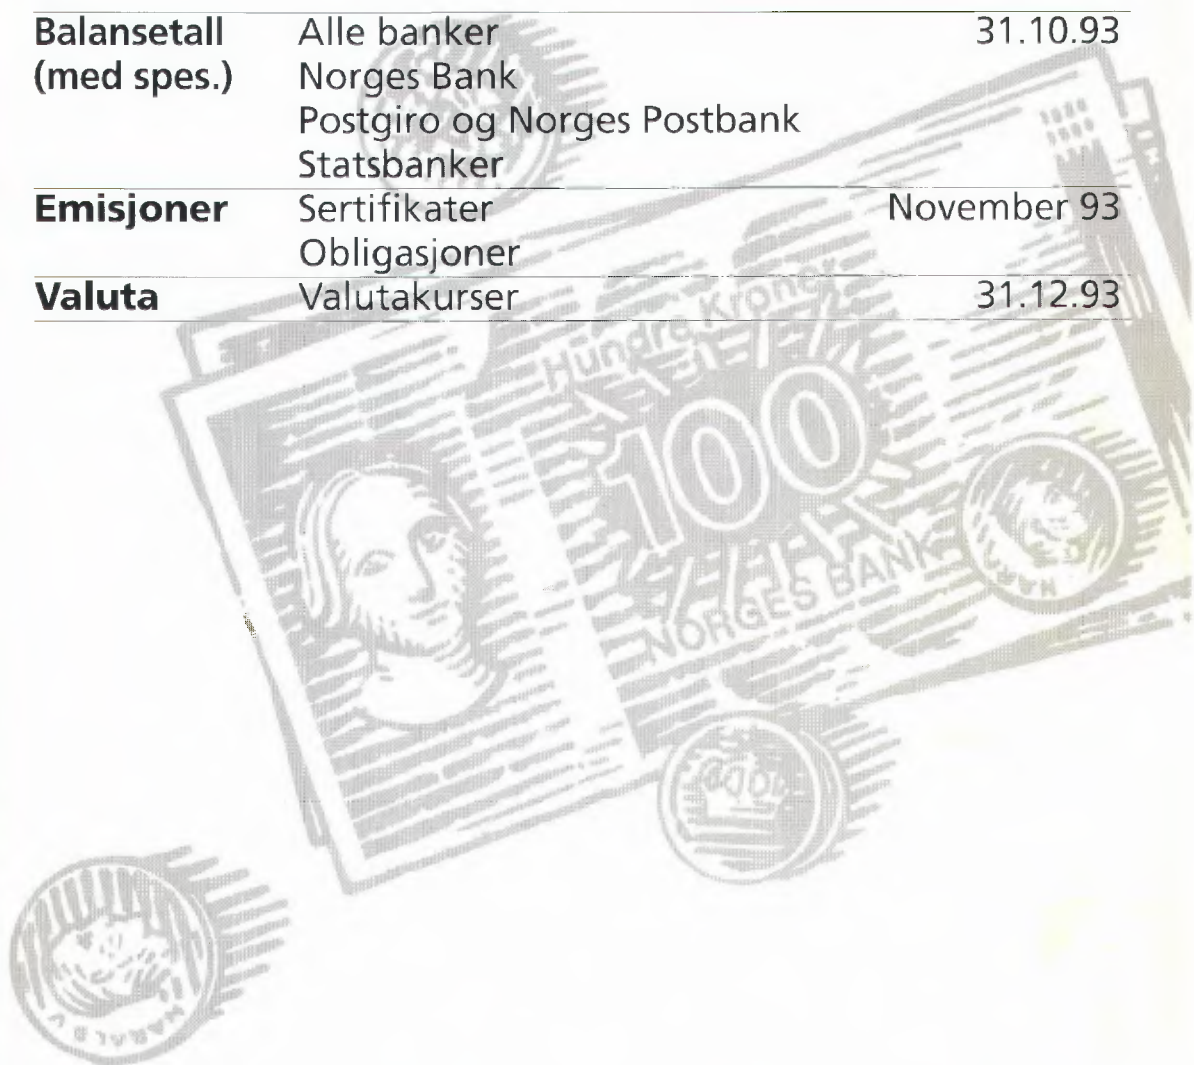 Balansetall Alle banker 31.10.93
(med spes.) Norges Bank
Postgiro og Norges Postbank
Statsbanker
Emisjoner Sertifikater November 93
Obligasjoner
Valuta Valutakurser 31.12.93
Hundre Kroner
100
NORGES BANK
HARALD V